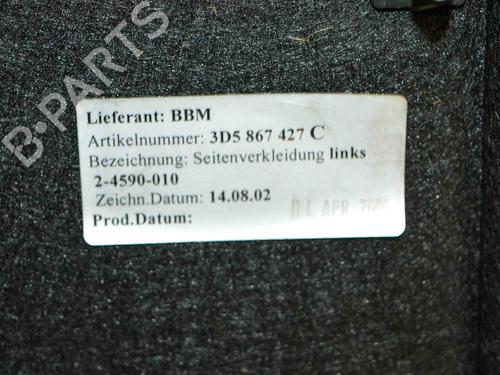 B-PARTS
Lieferant: BBM
Artikelnummer: 3D5 867 427 C
Bezeichnung: Seitenverkleidung links
2-4590-010
Zeichn.Datum: 14.08.02
Prod.Datum:
APR